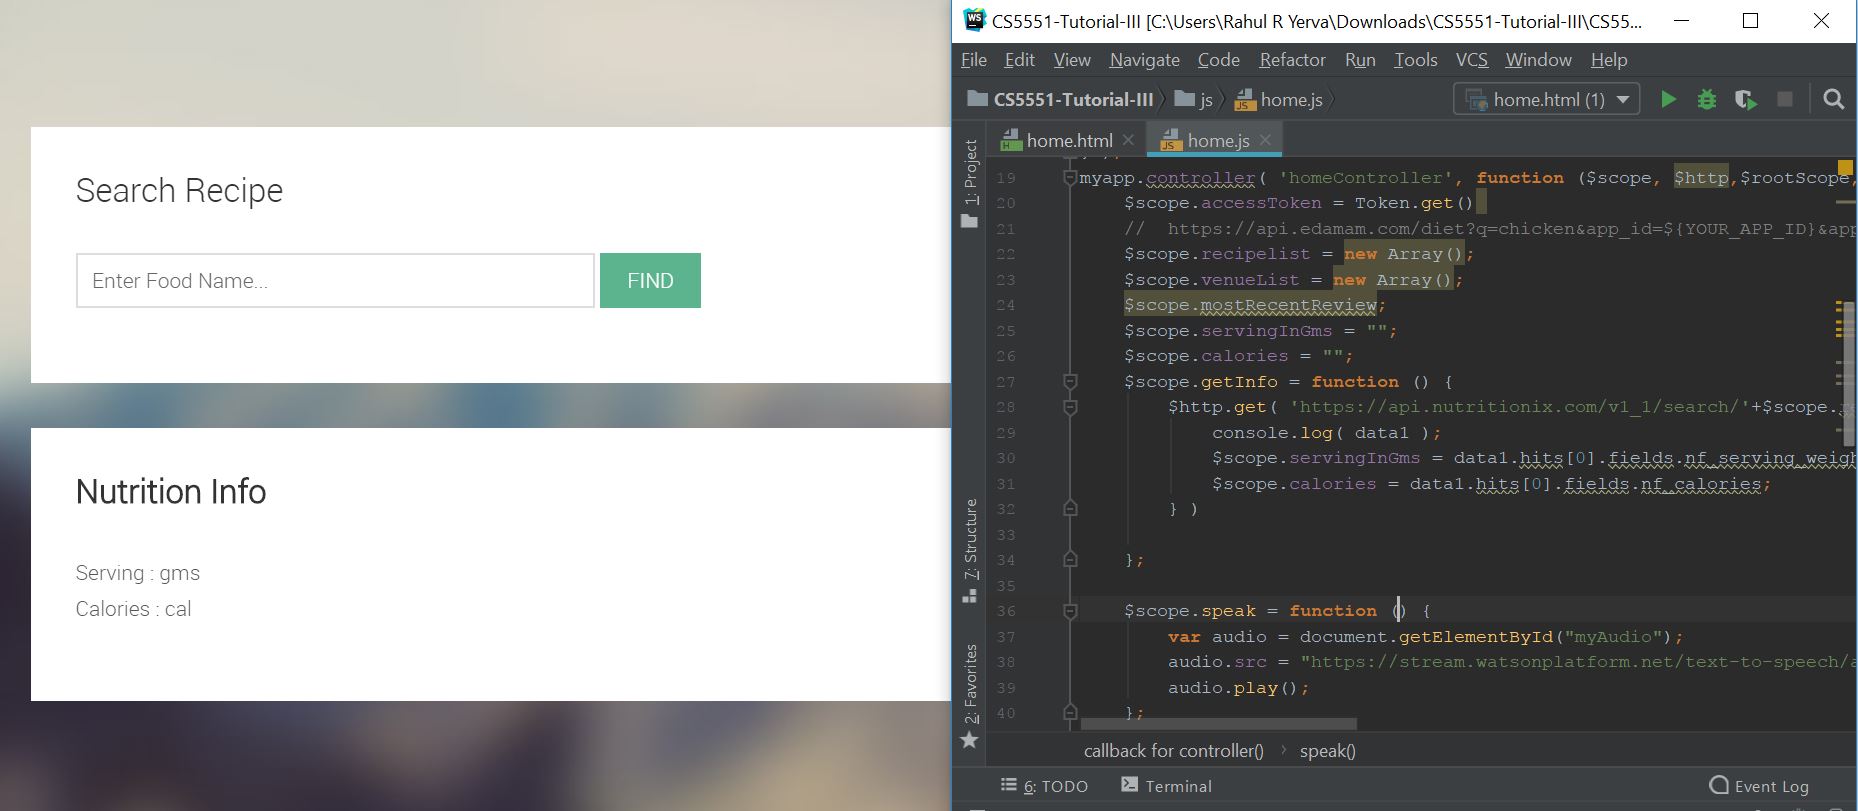 Search Recipe
Enter Food Name...
FIND
Nutrition Info
Serving : gms
Calories : cal
WS
CS5551-Tutorial-III [C:\Users\Rahul R Yerva\Downloads\CS5551-Tutorial-III\CS55...
File Edit View Navigate Code Refactor Run Tools VCS Window Help
CS5551-Tutorial-III js home.js home.html (1)
home.html home.js
1: Project
7: Structure
2: Favorites
19 myapp.controller( 'homeController', function ($scope, $http,$rootScope,
20 $scope.accessToken = Token.get()
21 // https://api.edamam.com/diet?q=chicken&app_id=${YOUR_APP_ID}&app
22 $scope.recipelist = new Array();
23 $scope.venueList = new Array();
24 $scope.mostRecentReview;
25 $scope.servingInGms = "";
26 $scope.calories = "";
27 $scope.getInfo = function () {
28 $http.get( 'https://api.nutritionix.com/v1_1/search/'+$scope.
29 console.log( data1 );
30 $scope.servingInGms = data1.hits[0].fields.nf_serving_weigh
31 $scope.calories = data1.hits[0].fields.nf_calories;
32 } )
33
34 };
35
36 $scope.speak = function () {
37 var audio = document.getElementById("myAudio");
38 audio.src = "https://stream.watsonplatform.net/text-to-speech/a
39 audio.play();
40 };
callback for controller() speak()
6: TODO Terminal Event Log